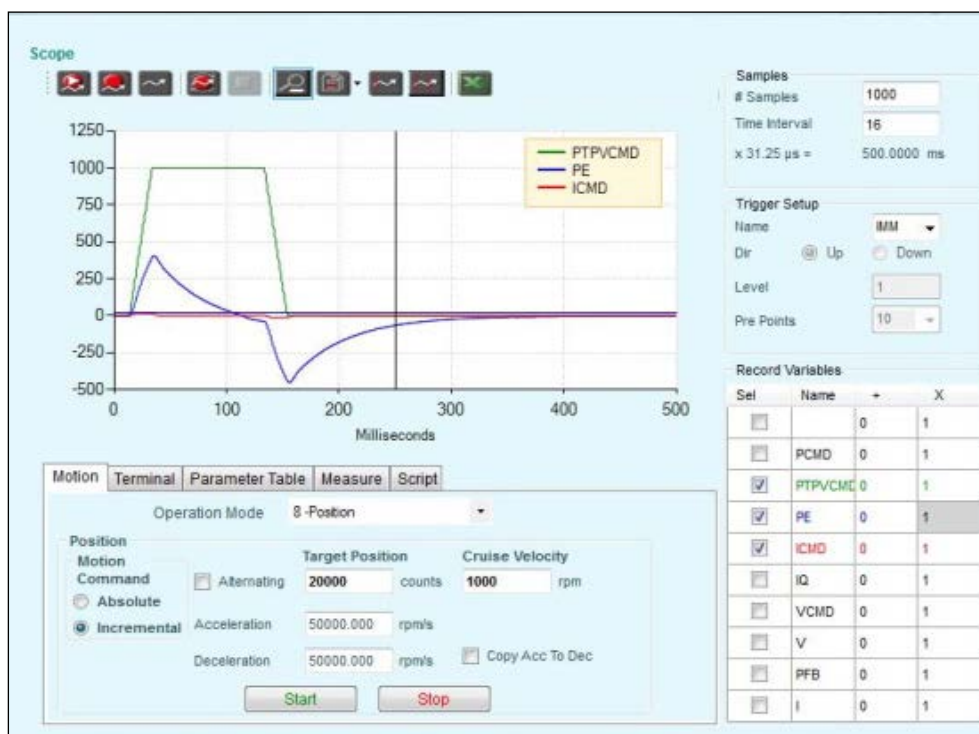 Scope
1250
1000
750
500
250
0
-250
-500
0 100 200 300 400 500
Milliseconds
PTPVCMD
PE
ICMD
Samples
# Samples 1000
Time Interval 16
x 31.25 µs = 500.0000 ms
Trigger Setup
Name IMM
Dir Up Down
Level 1
Pre Points 10
Record Variables
Sel Name + X
0 1
PCMD 0 1
PTPVCMD 0 1
PE 0 1
ICMD 0 1
IQ 0 1
VCMD 0 1
V 0 1
PFB 0 1
I 0 1
Motion Terminal Parameter Table Measure Script
Operation Mode 8 -Position
Position
Motion Command
Absolute
Incremental
Target Position Cruise Velocity
Alternating 20000 counts 1000 rpm
Acceleration 50000.000 rpm/s
Deceleration 50000.000 rpm/s Copy Acc To Dec
Start Stop